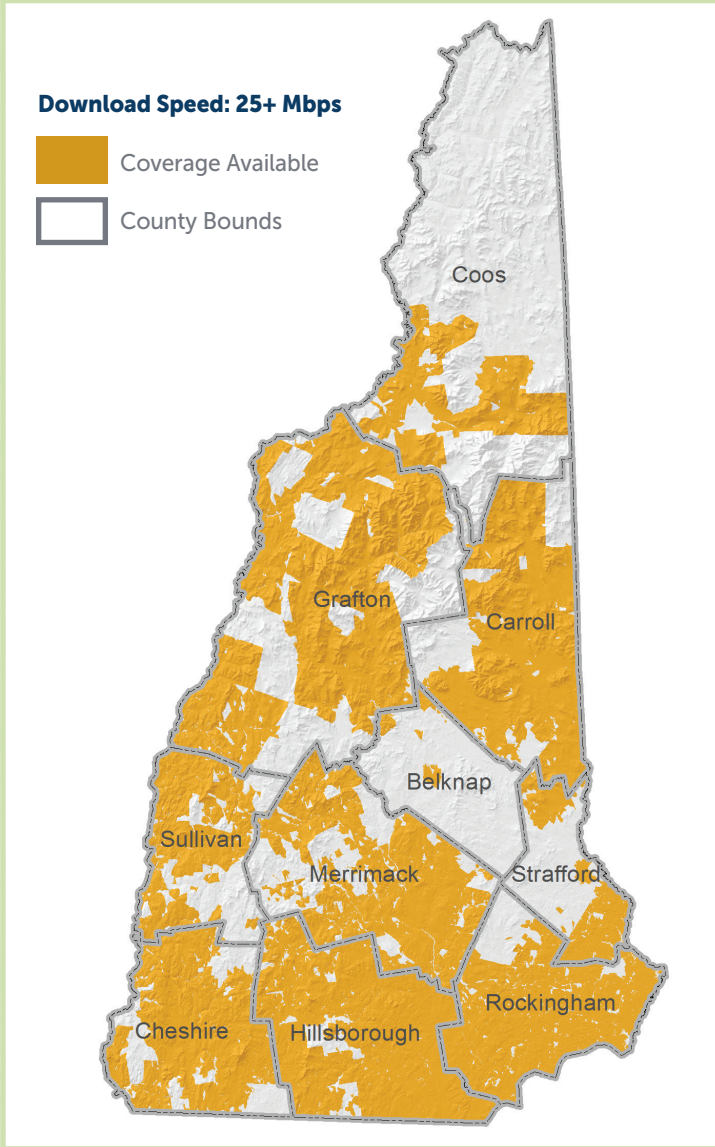 Download Speed: 25+ Mbps
Coverage Available
County Bounds
Coos
Grafton
Carroll
Belknap
Sullivan
Merrimack
Strafford
Rockingham
Cheshire
Hillsborough